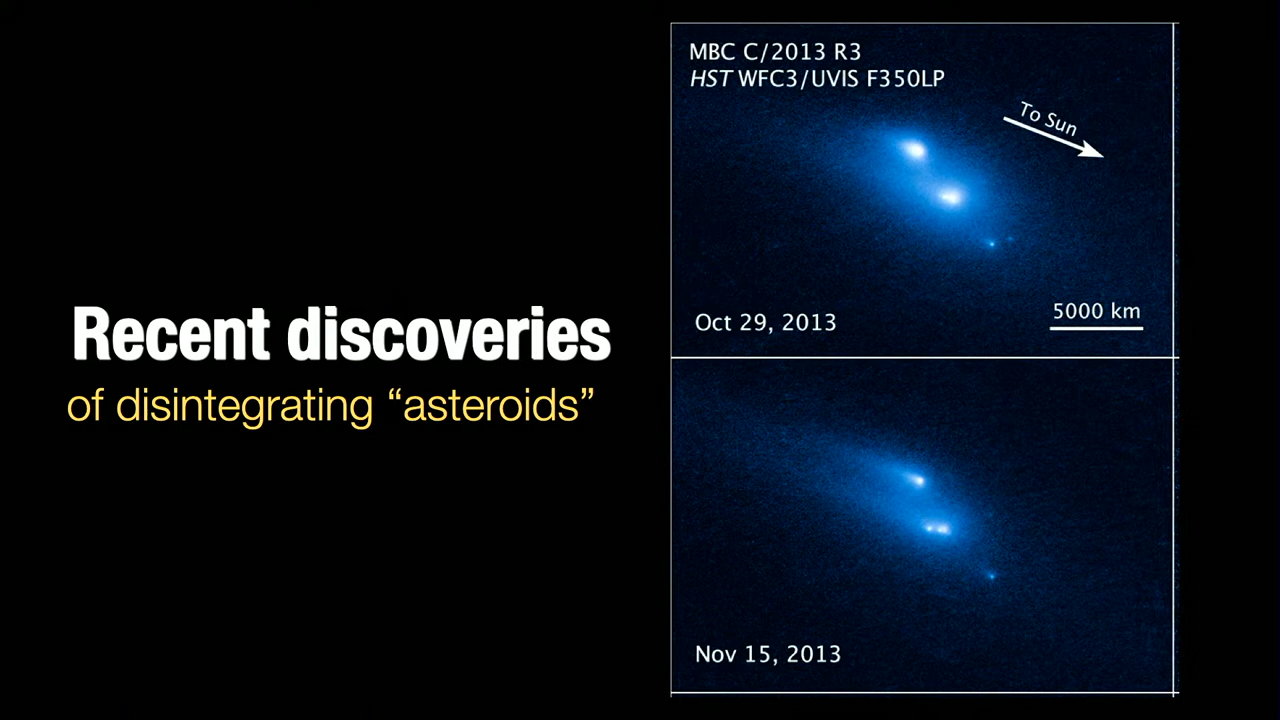 Recent discoveries
of disintegrating “asteroids”
MBC C/2013 R3
HST WFC3/UVIS F350LP
To Sun
Oct 29, 2013
5000 km
Nov 15, 2013